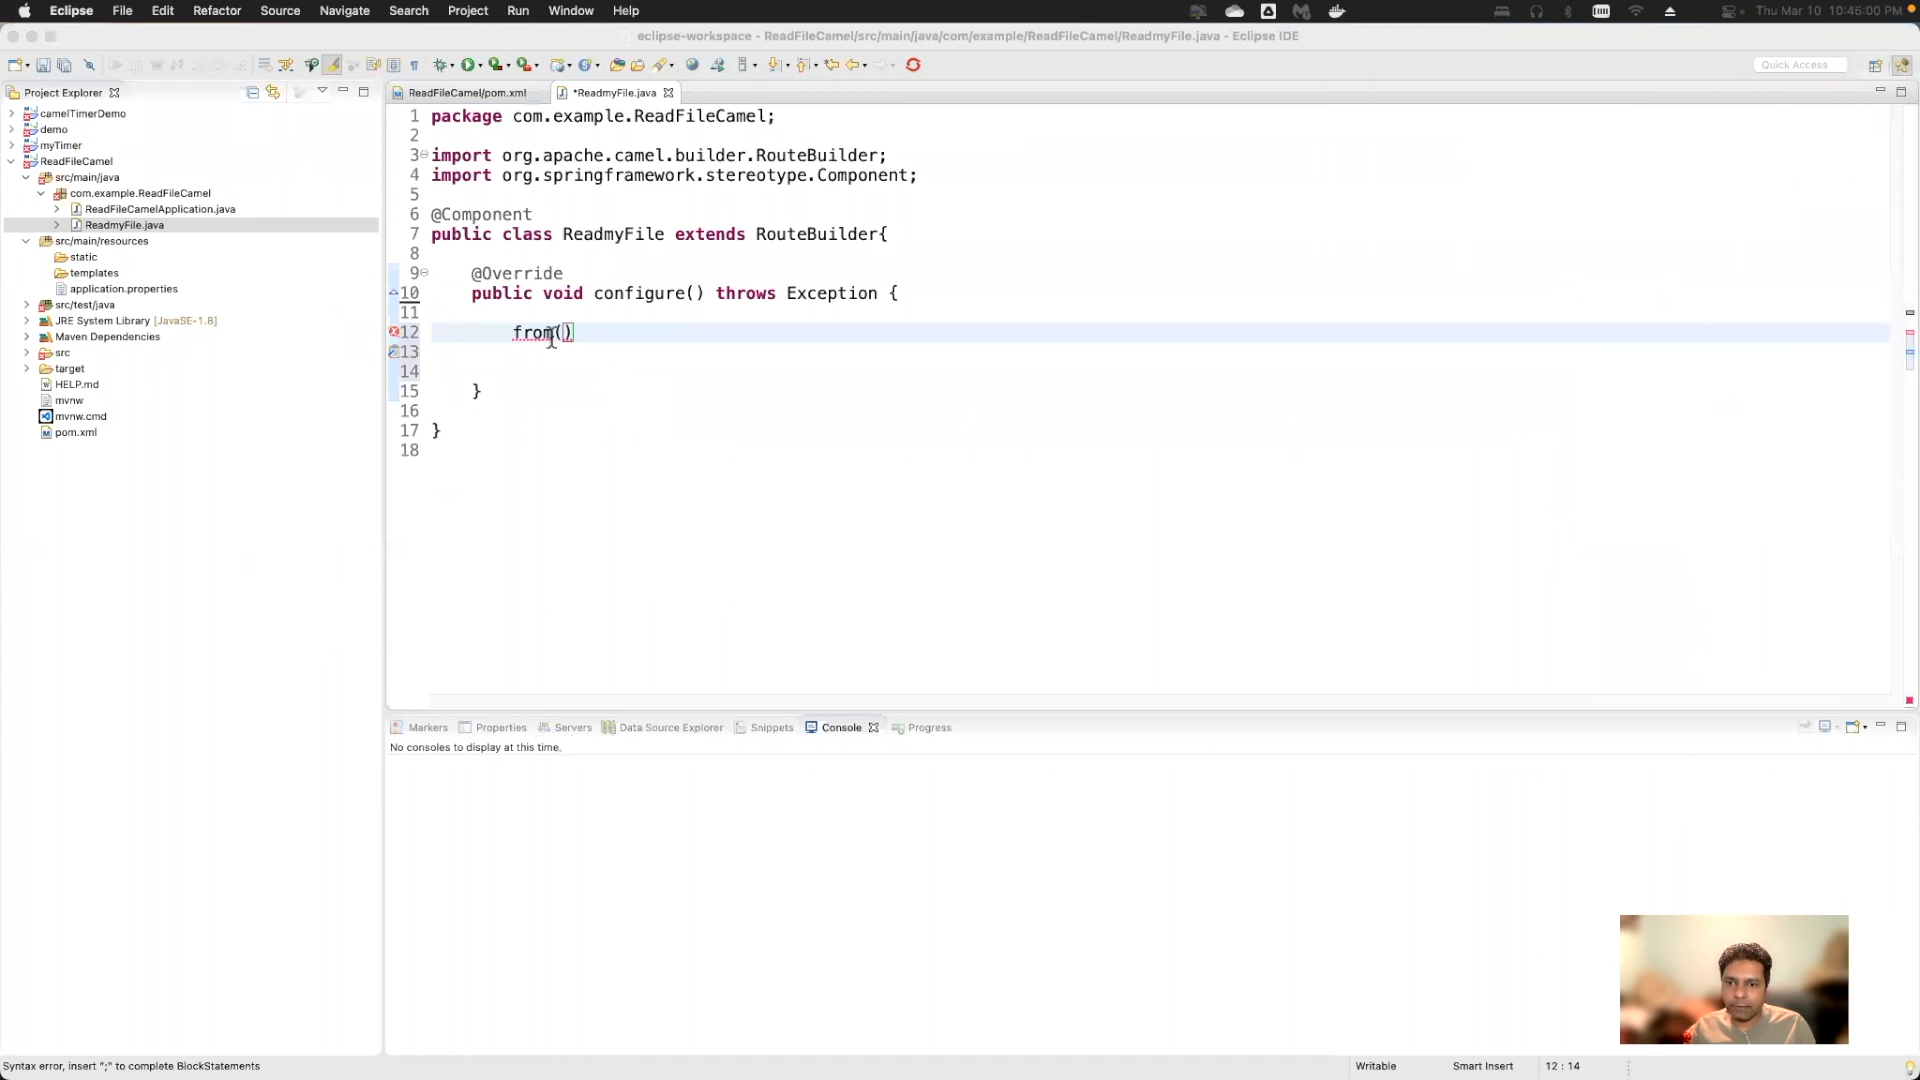 Eclipse File Edit Refactor Source Navigate Search Project Run Window Help Thu Mar 10 10:45:00 PM
eclipse-workspace - ReadFileCamel/src/main/java/com/example/ReadFileCamel/ReadmyFile.java - Eclipse IDE
Quick Access
Project Explorer
camelTimerDemo
demo
myTimer
ReadFileCamel
src/main/java
com.example.ReadFileCamel
ReadFileCamelApplication.java
ReadmyFile.java
src/main/resources
static
templates
application.properties
src/test/java
JRE System Library [JavaSE-1.8]
Maven Dependencies
src
target
HELP.md
mvnw
mvnw.cmd
pom.xml
ReadFileCamel/pom.xml *ReadmyFile.java
1 package com.example.ReadFileCamel;
2
3 import org.apache.camel.builder.RouteBuilder;
4 import org.springframework.stereotype.Component;
5
6 @Component
7 public class ReadmyFile extends RouteBuilder{
8
9 @Override
10 public void configure() throws Exception {
11
12 from()
13
14
15 }
16
17 }
18
Markers Properties Servers Data Source Explorer Snippets Console Progress
No consoles to display at this time.
Syntax error, insert ";" to complete BlockStatements Writable Smart Insert 12 : 14